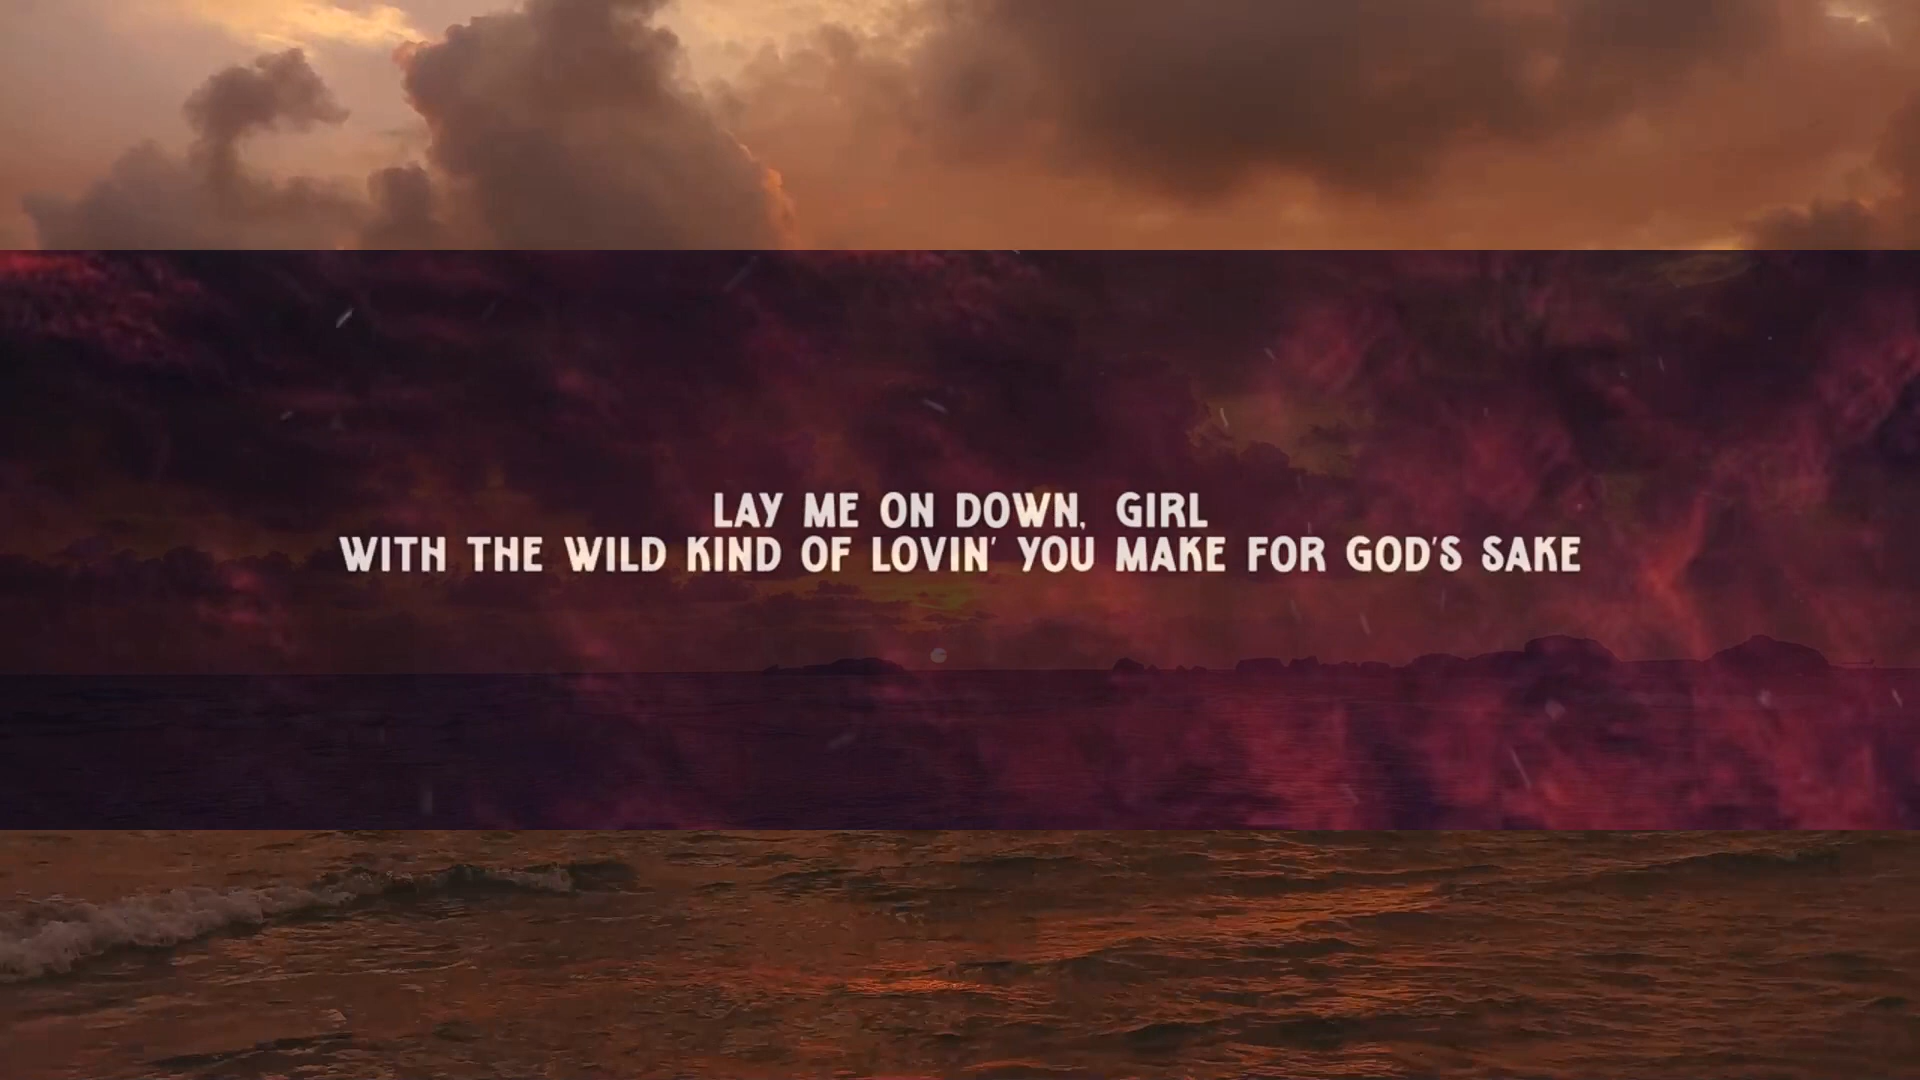 LAY ME ON DOWN, GIRL
WITH THE WILD KIND OF LOVIN' YOU MAKE FOR GOD'S SAKE